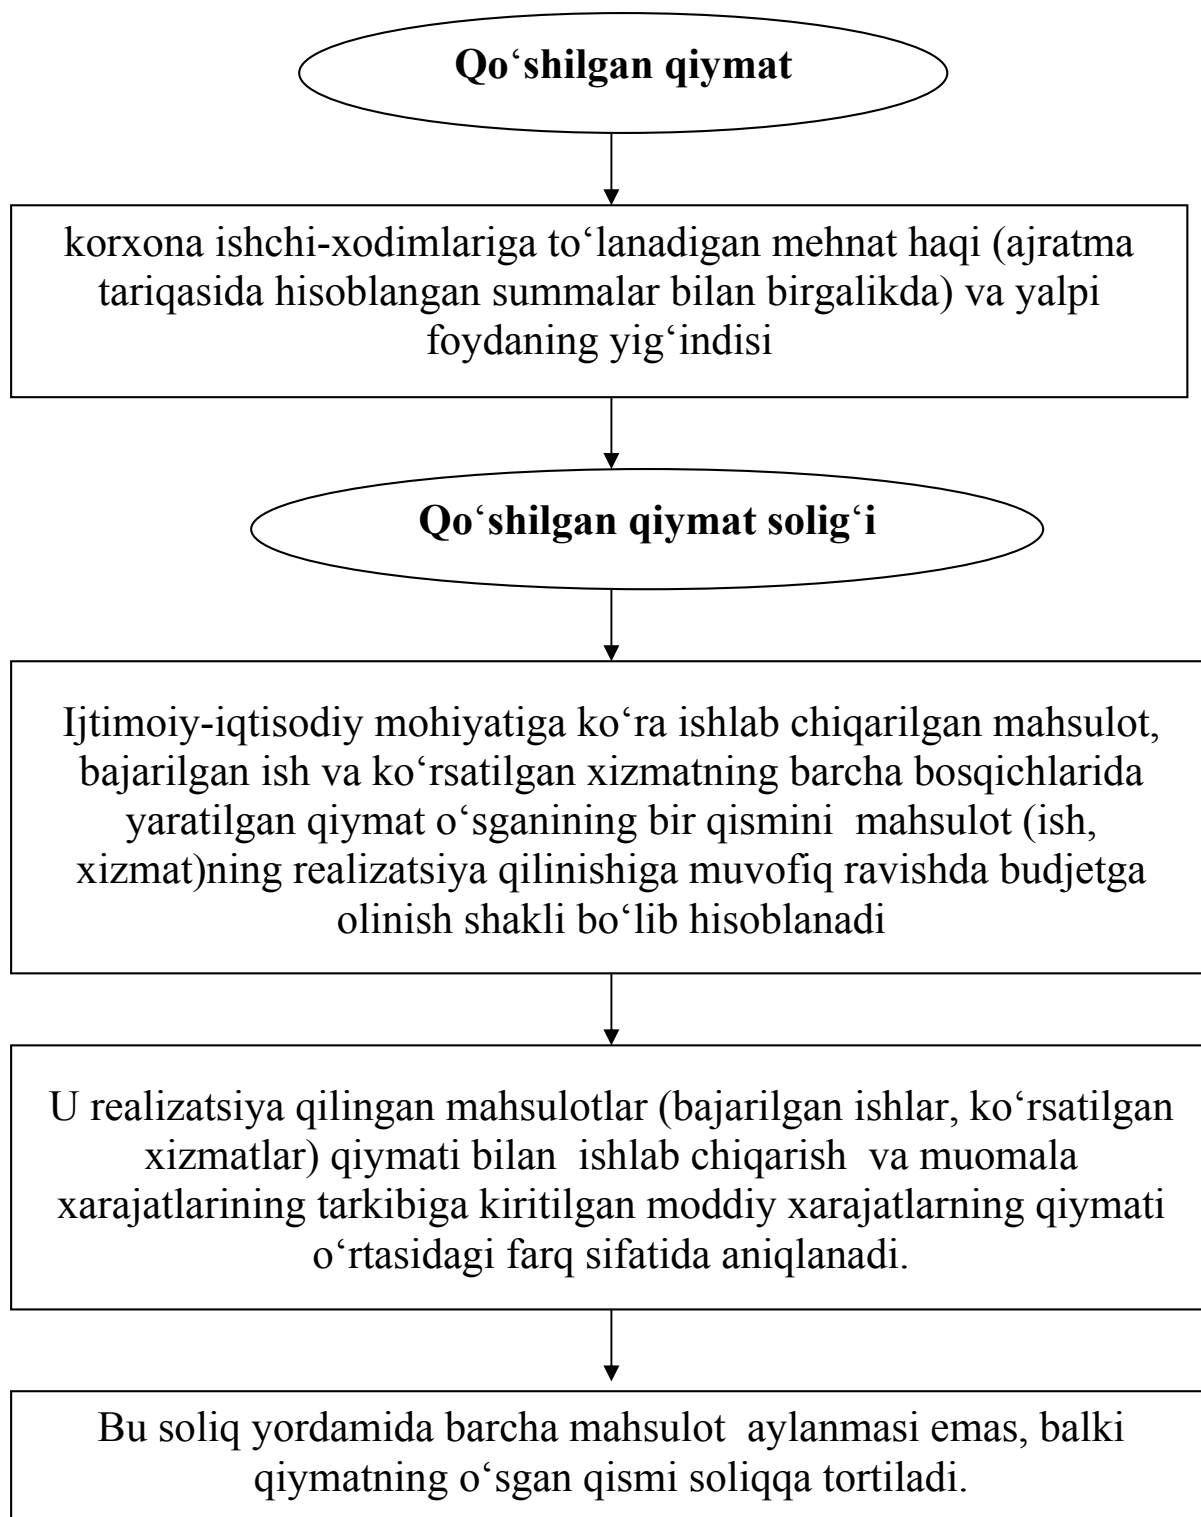 Qo‘shilgan qiymat
korxona ishchi-xodimlariga to‘lanadigan mehnat haqi (ajratma
tariqasida hisoblangan summalar bilan birgalikda) va yalpi
foydaning yig‘indisi
Qo‘shilgan qiymat solig‘i
Ijtimoiy-iqtisodiy mohiyatiga ko‘ra ishlab chiqarilgan mahsulot,
bajarilgan ish va ko‘rsatilgan xizmatning barcha bosqichlarida
yaratilgan qiymat o‘sganining bir qismini mahsulot (ish,
xizmat)ning realizatsiya qilinishiga muvofiq ravishda budjetga
olinish shakli bo‘lib hisoblanadi
U realizatsiya qilingan mahsulotlar (bajarilgan ishlar, ko‘rsatilgan
xizmatlar) qiymati bilan ishlab chiqarish va muomala
xarajatlarining tarkibiga kiritilgan moddiy xarajatlarning qiymati
o‘rtasidagi farq sifatida aniqlanadi.
Bu soliq yordamida barcha mahsulot aylanmasi emas, balki
qiymatning o‘sgan qismi soliqqa tortiladi.